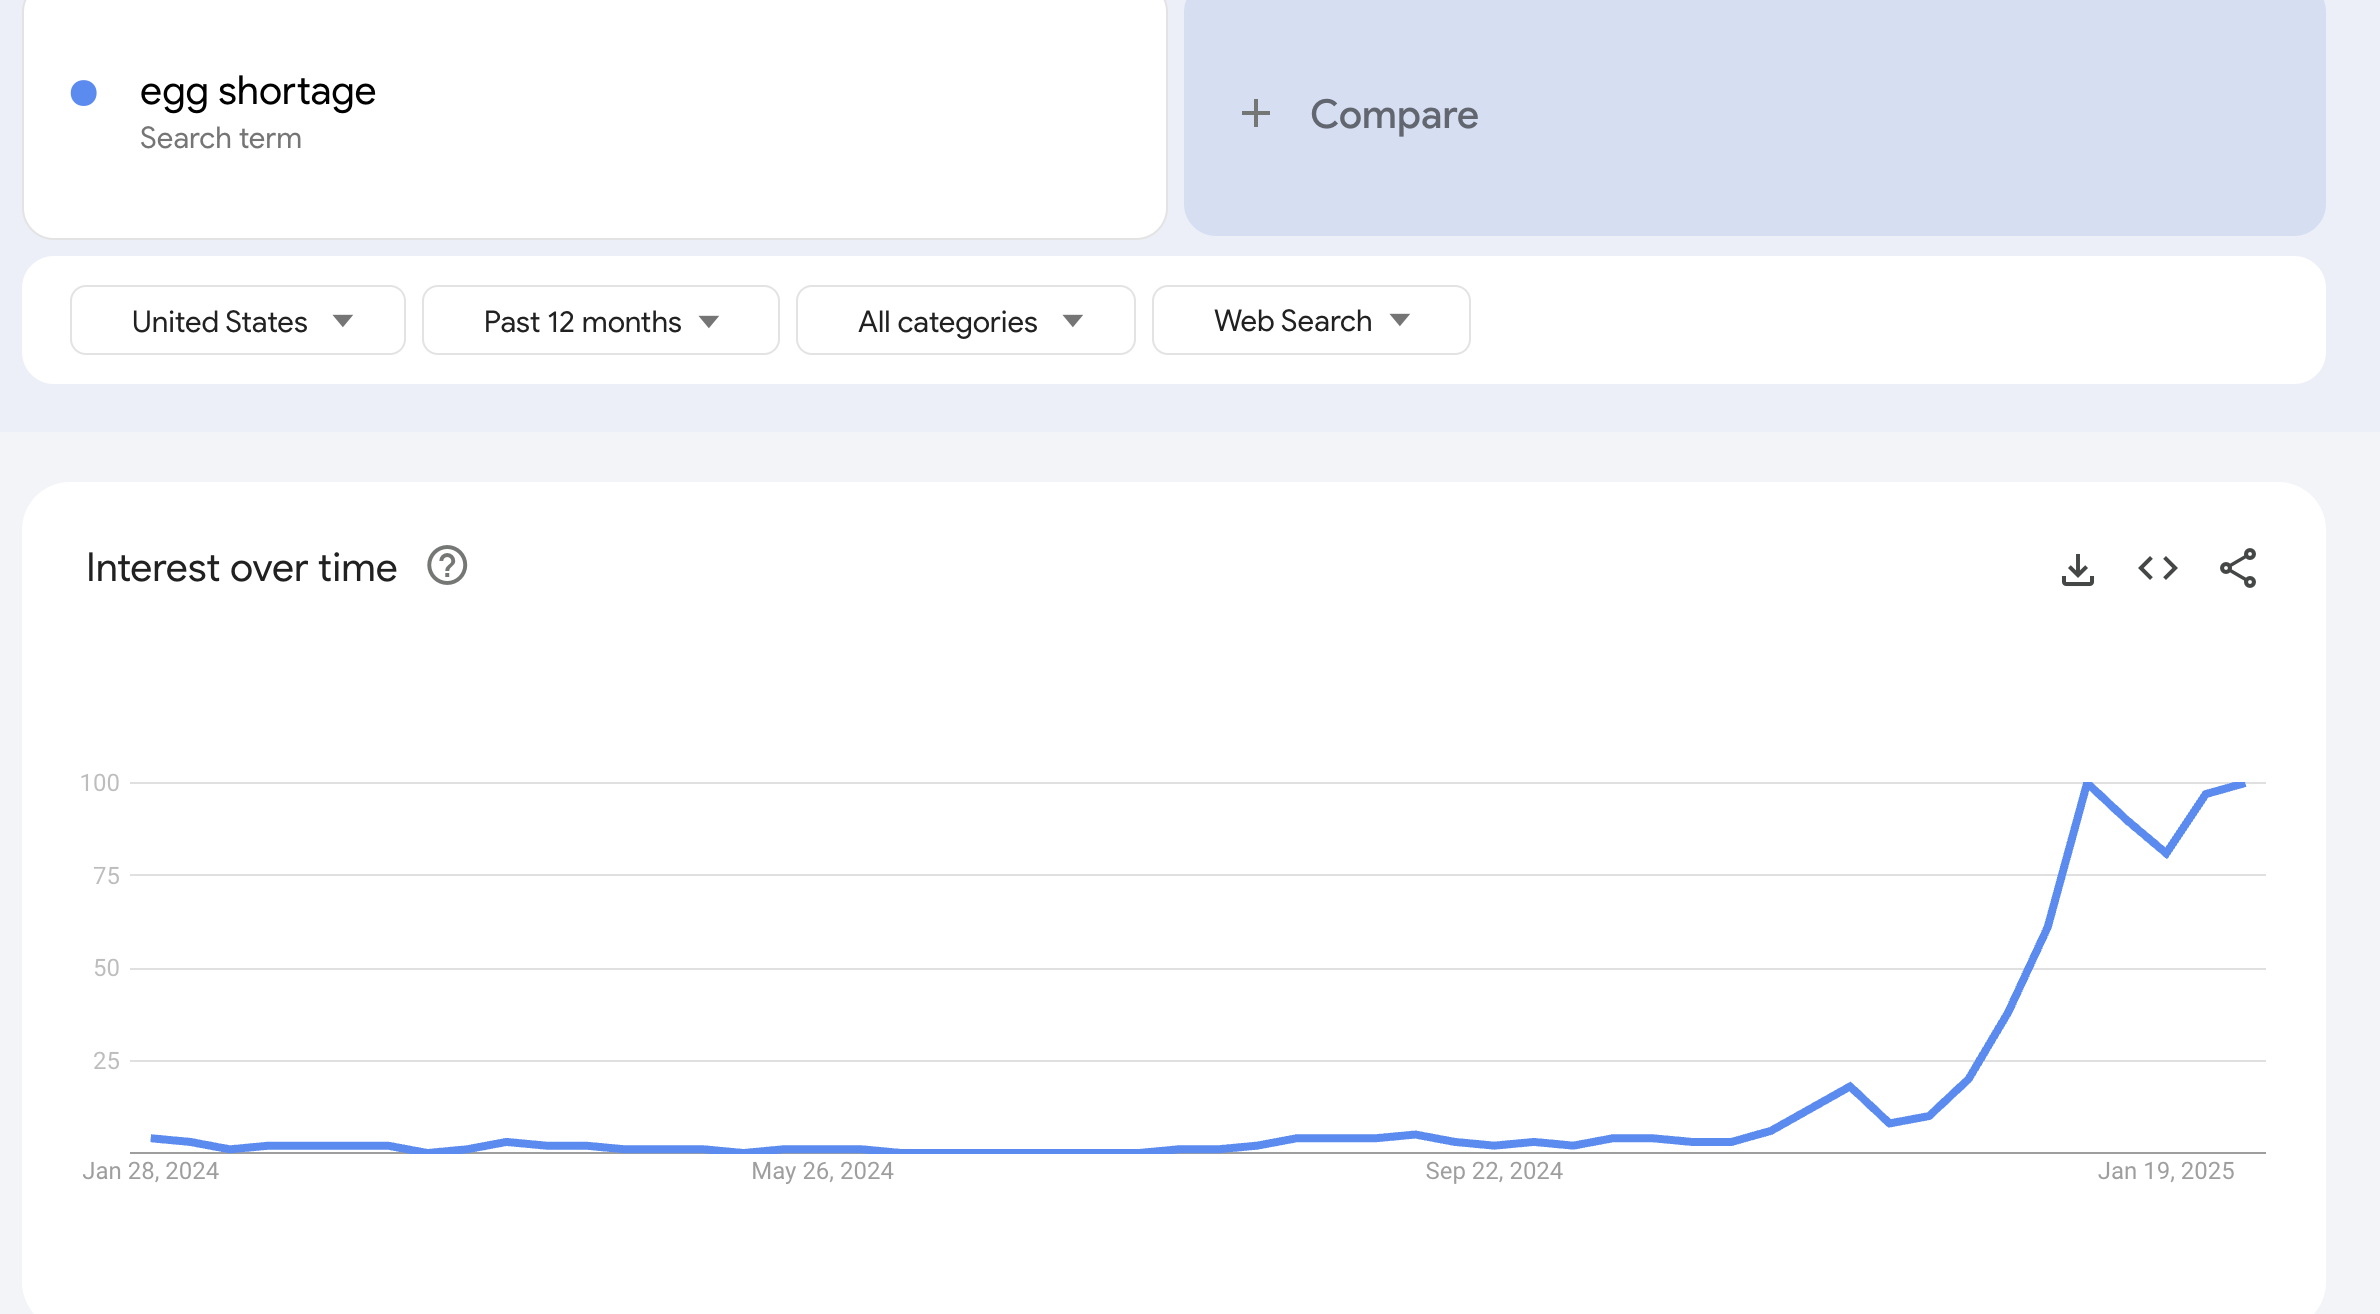 egg shortage
Search term
+ Compare
United States
Past 12 months
All categories
Web Search
Interest over time ?
100
75
50
25
Jan 28, 2024
May 26, 2024
Sep 22, 2024
Jan 19, 2025